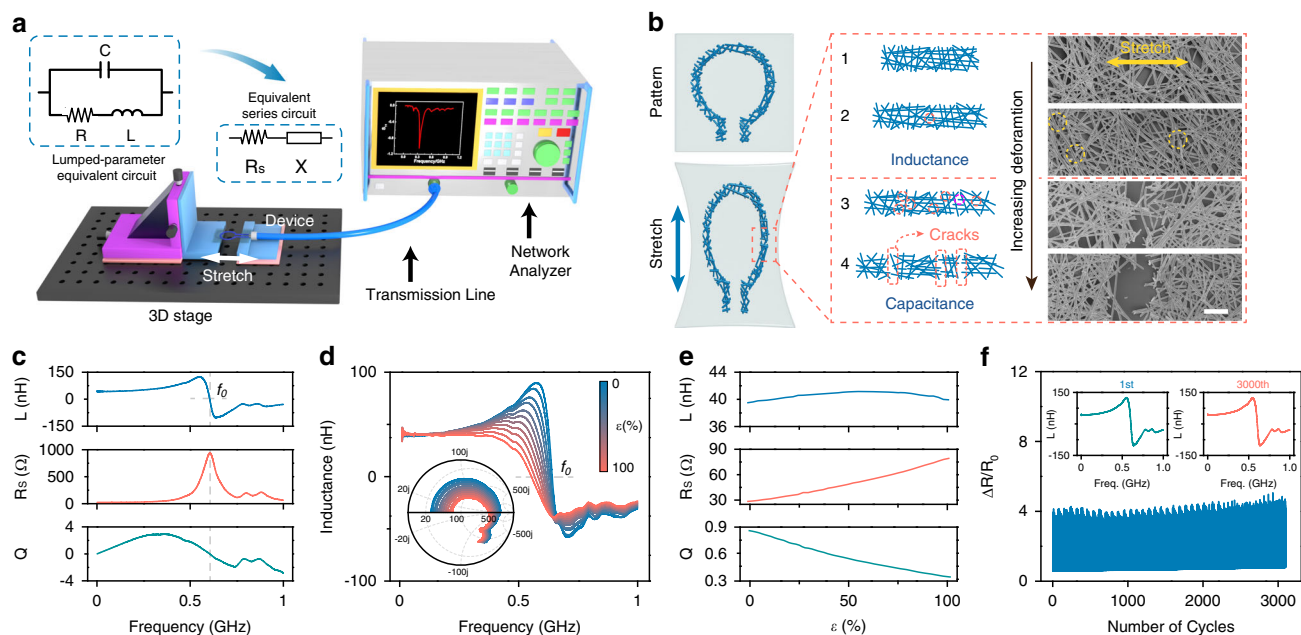 a
C
R L
Lumped-parameter
equivalent circuit
Equivalent
series circuit
Rs X
Frequency/GHz
Device
Stretch
3D stage
Transmission Line
Network
Analyzer
b
Pattern
Stretch
1
2
Inductance
3
Cracks
4
Capacitance
Increasing deforamtion
Stretch
c
150
0
-150
L (nH)
f0
1000
500
0
Rs (Ω)
4
0
-4
Q
0 0.5 1
Frequency (GHz)
d
100
0
-100
Inductance (nH)
0
ε(%)
100
f0
100j
20j 500j
20 100 500
-20j -500j
-100j
0 0.5 1
Frequency (GHz)
e
44
40
36
L (nH)
90
60
30
Rs (Ω)
0.9
0.6
0.3
Q
0 50 100
ε (%)
f
12
8
4
0
ΔR/R0
1st
150
-150
L (nH)
0 0.5 1.0
Freq. (GHz)
3000th
150
-150
L (nH)
0 0.5 1.0
Freq. (GHz)
0 1000 2000 3000
Number of Cycles